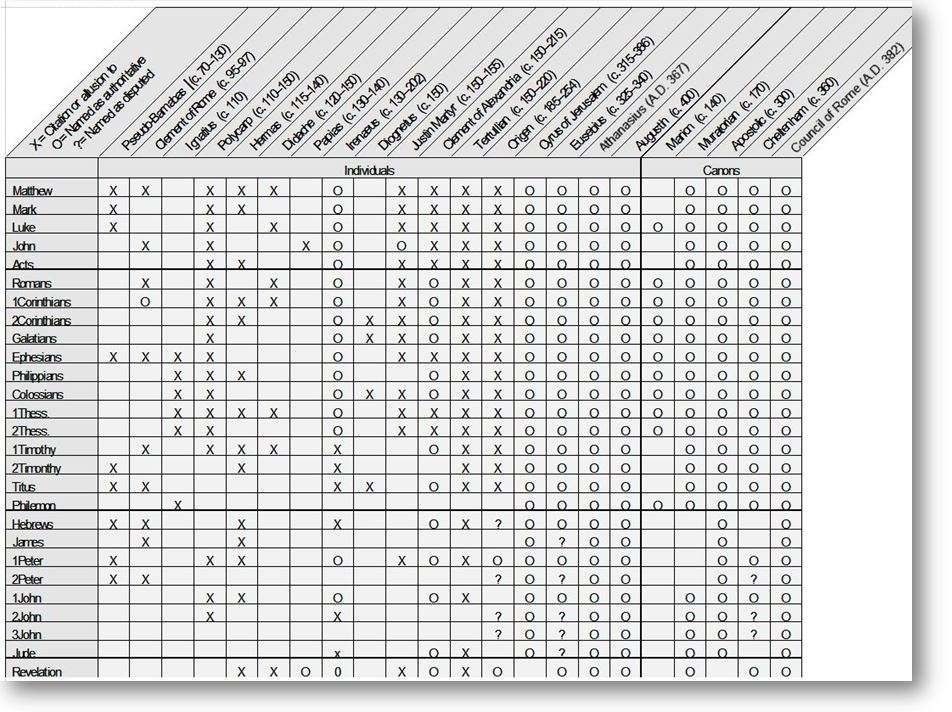 X = Citation or allusion to
O= Named as authoritative
?= Named as disputed
Pseudo-Barnabas (c. 70–130)
Clement of Rome (c. 95–97)
Ignatius (c. 110)
Polycarp (c. 110–150)
Hermas (c. 115–140)
Didache (c. 120–150)
Papias (c. 130–140)
Irenaeus (c. 130–202)
Diognetus (c. 150)
Justin Martyr (c. 150–155)
Clement of Alexandria (c. 150–215)
Tertullian (c. 150–220)
Origen (c. 185–254)
Cyrus of Jerusalem (c. 315–386)
Eusebius (c. 325–340)
Athanasius (A.D. 367)
Augustin (c. 400)
Marcion (c. 140)
Muratorian (c. 170)
Apostolic (c. 300)
Cheltenham (c. 360)
Council of Rome (A.D. 382)
Individuals Canons
Matthew X X X X X O X X X X O O O O O O O O
Mark X X X O X X X X O O O O O O O O
Luke X X X O X X X X O O O O O O O O O
John X X X O O X X X O O O O O O O O
Acts X X O X X X X O O O O O O O O
Romans X X X O X O X X O O O O O O O O O
1Corinthians O X X X O X O X X O O O O O O O O O
2Corinthians X X O X X O X X O O O O O O O O O
Galatians X O X X O X X O O O O O O O O O
Ephesians X X X X O X X X X O O O O O O O O O
Philippians X X X O O X X O O O O O O O O O
Colossians X X O X X O X X O O O O O O O O O
1Thess. X X X X O X X X X O O O O O O O O O
2Thess. X X O X X X X O O O O O O O O O
1Timothy X X X X X O X X O O O O O O O O
2Timonthy X X X X X O O O O O O O O
Titus X X X X O X X O O O O O O O O
Philemon X O O O O O O O O O
Hebrews X X X X O X ? O O O O O O
James X X O ? O O O O
1Peter X X X O X O X O O O O O O O O
2Peter X X ? O ? O O O ? O
1John X X O O X O O O O O O O O
2John X X ? O ? O O O O ? O
3John ? O ? O O O O ? O
Jude x O X O ? O O O O O
Revelation X X O 0 X O X O O O O O O O